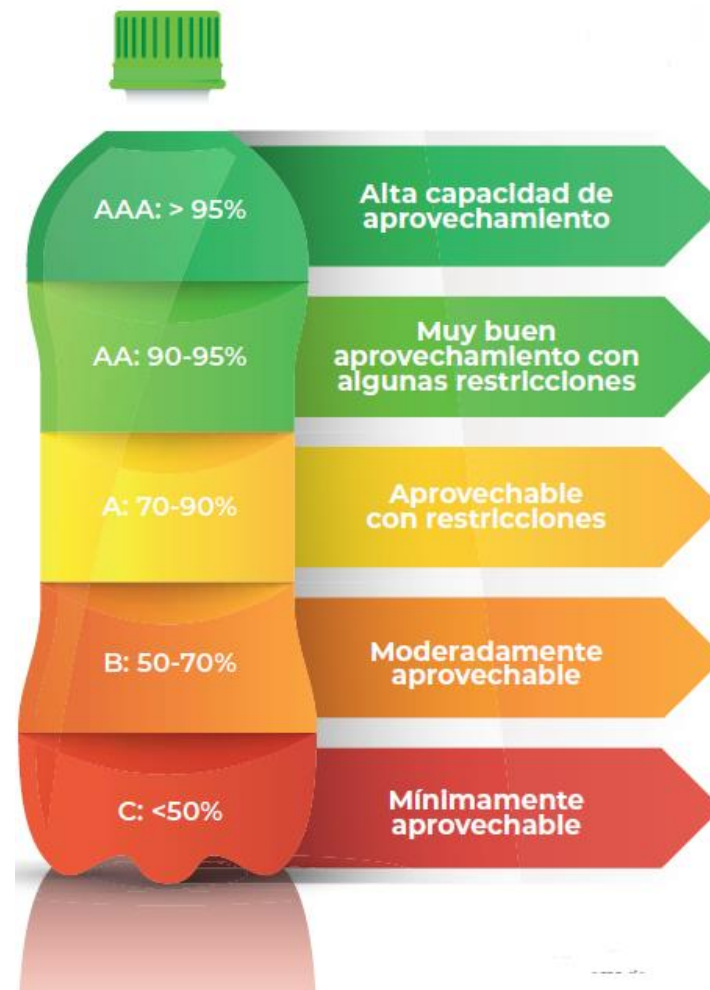 AAA: > 95%
Alta capacidad de
aprovechamiento
AA: 90-95%
Muy buen
aprovechamiento con
algunas restricciones
A: 70-90%
Aprovechable
con restricciones
B: 50-70%
Moderadamente
aprovechable
C: <50%
Mínimamente
aprovechable